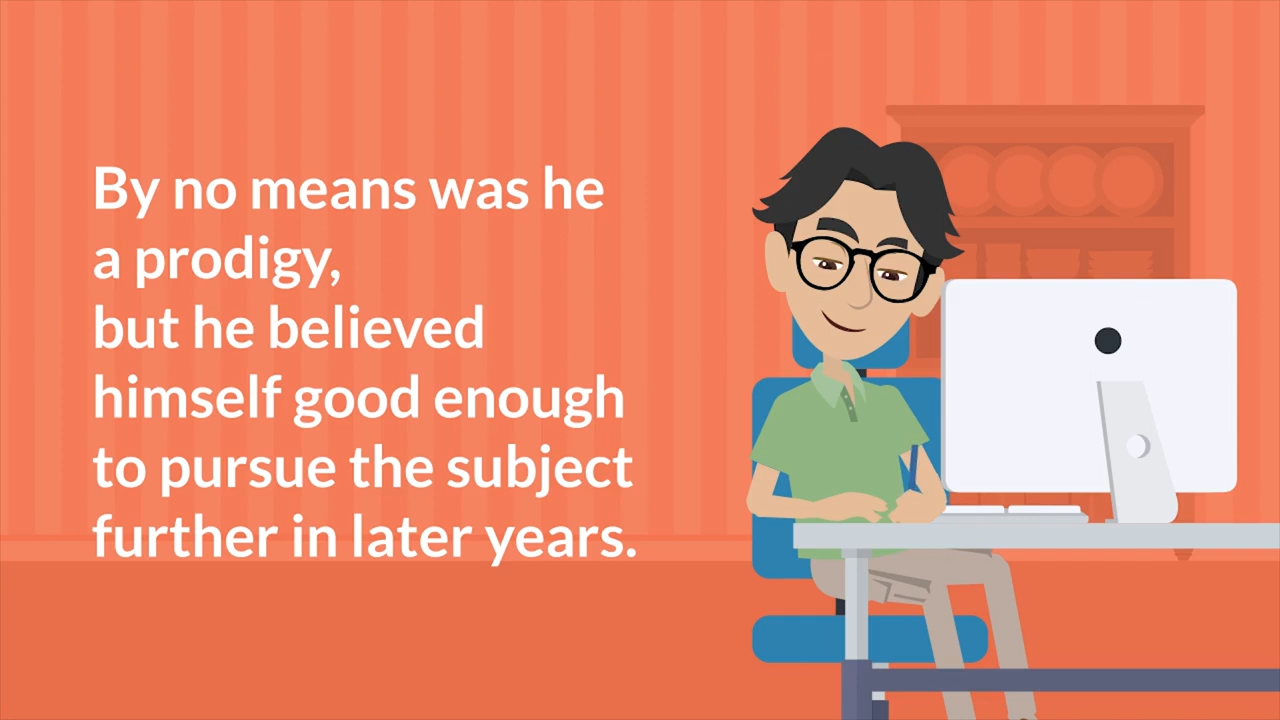 By no means was he
a prodigy,
but he believed
himself good enough
to pursue the subject
further in later years.